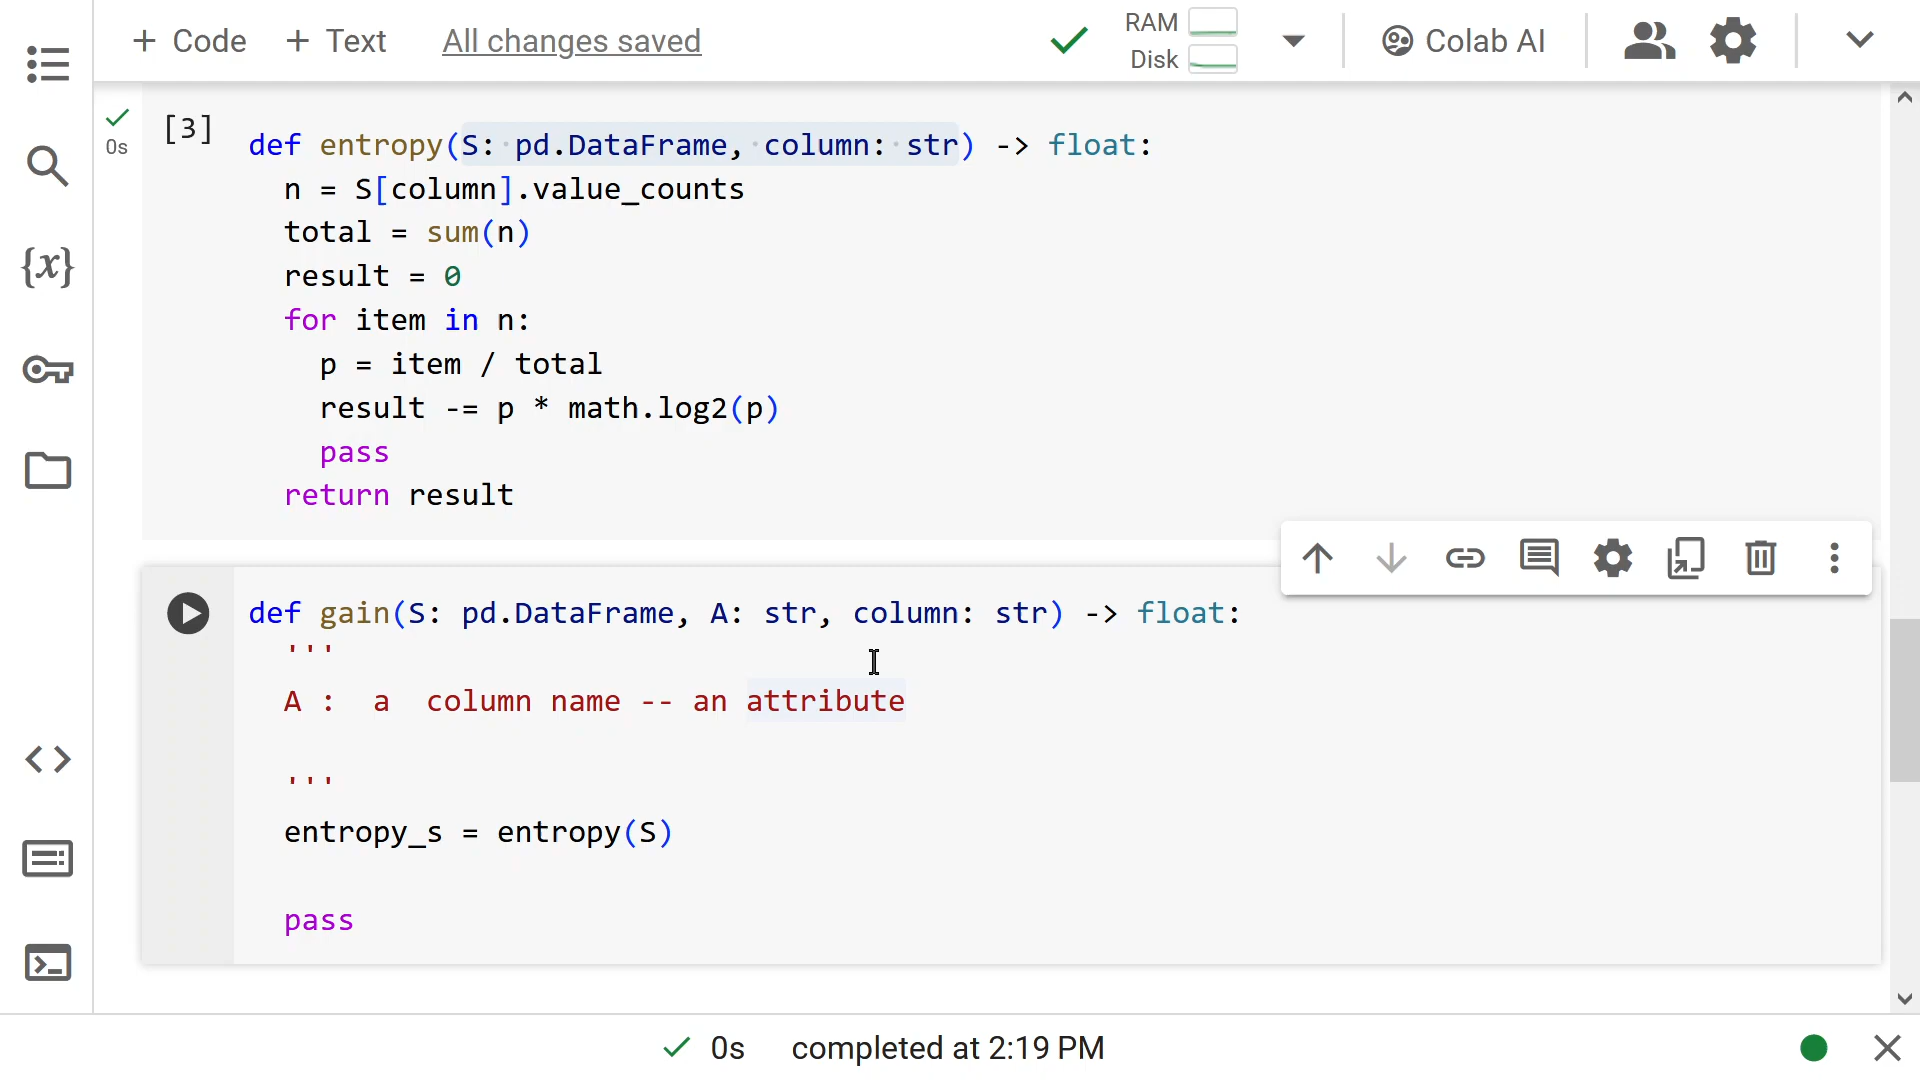 + Code + Text All changes saved RAM Disk Colab AI
{x}
0s [3] def entropy(S: pd.DataFrame, column: str) -> float:
n = S[column].value_counts
total = sum(n)
result = 0
for item in n:
p = item / total
result -= p * math.log2(p)
pass
return result
def gain(S: pd.DataFrame, A: str, column: str) -> float:
'''
A : a column name -- an attribute
'''
entropy_s = entropy(S)
pass
0s completed at 2:19 PM